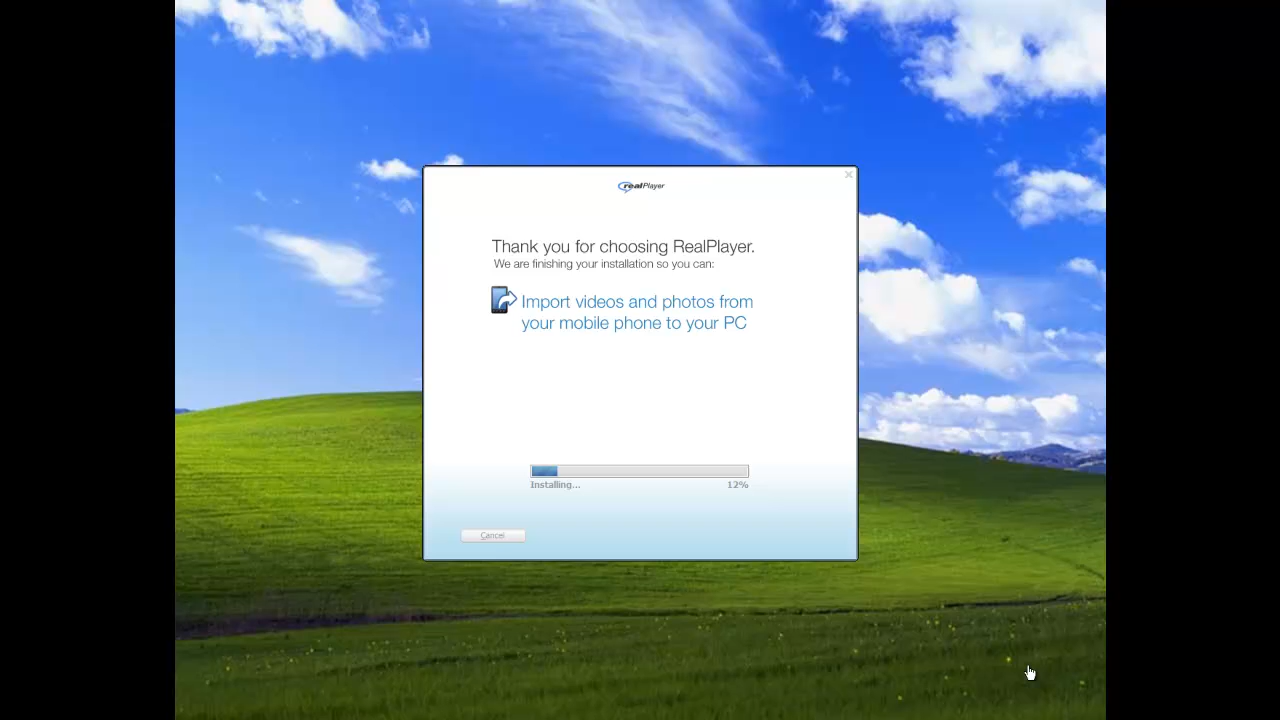 realPlayer
Thank you for choosing RealPlayer.
We are finishing your installation so you can:
Import videos and photos from
your mobile phone to your PC
Installing... 12%
Cancel